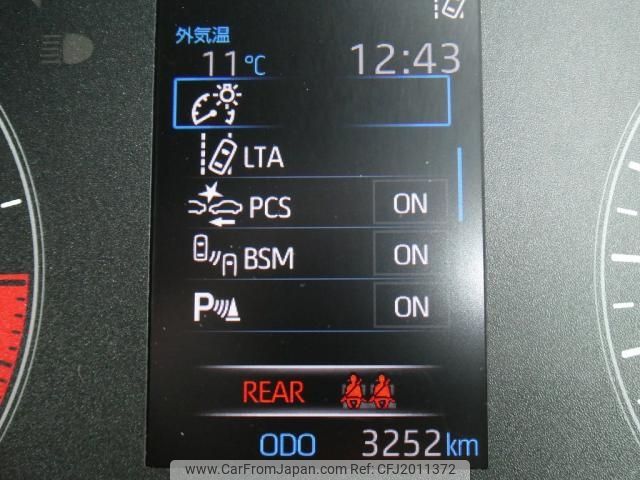 外気温
11℃ 12:43
LTA
PCS ON
BSM ON
P ON
REAR
ODO 3252km
www.CarFromJapan.com Ref: CFJ2011372